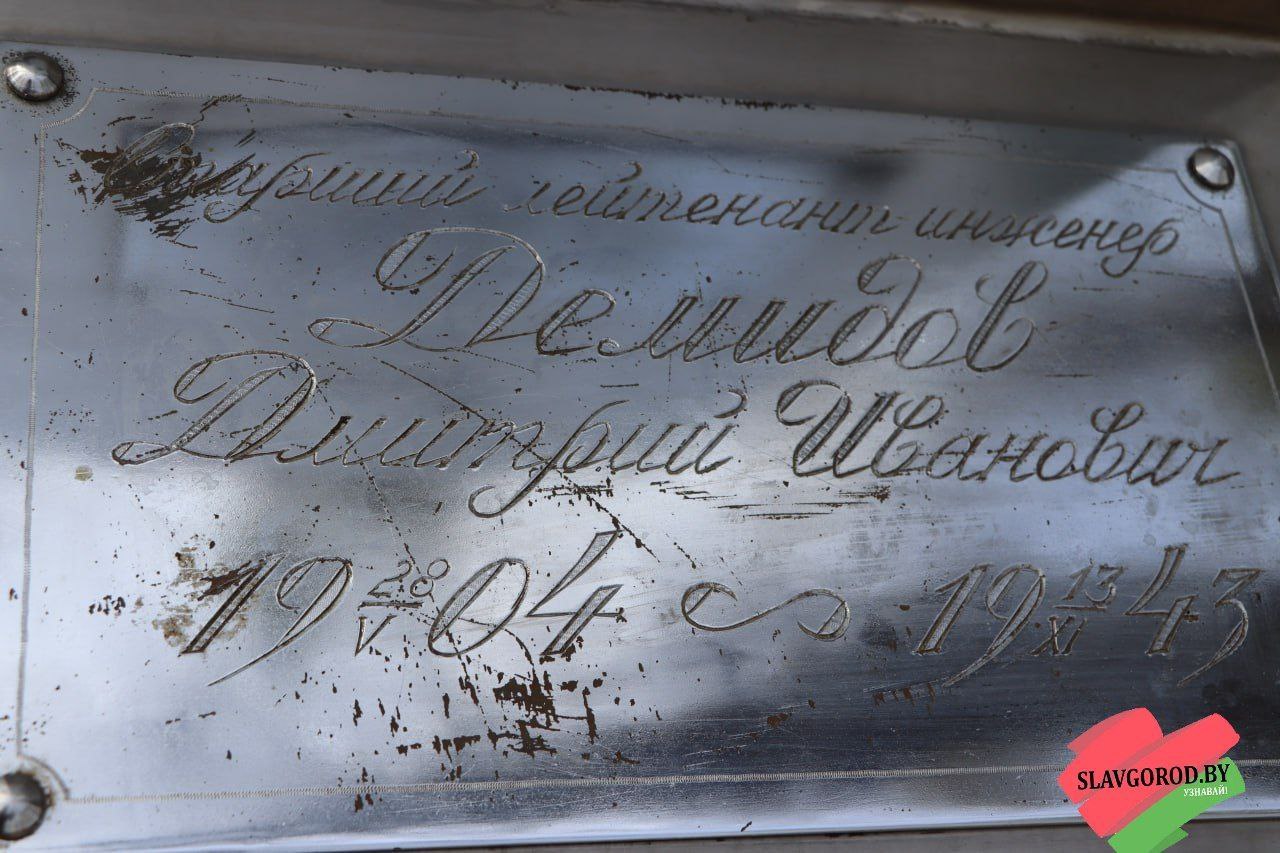 Старший лейтенант-инженер
Демидов
Дмитрий Иванович
19 28/V 04 ~ 19 13/XI 43
SLAVGOROD.BY
УЗНАВАЙ!